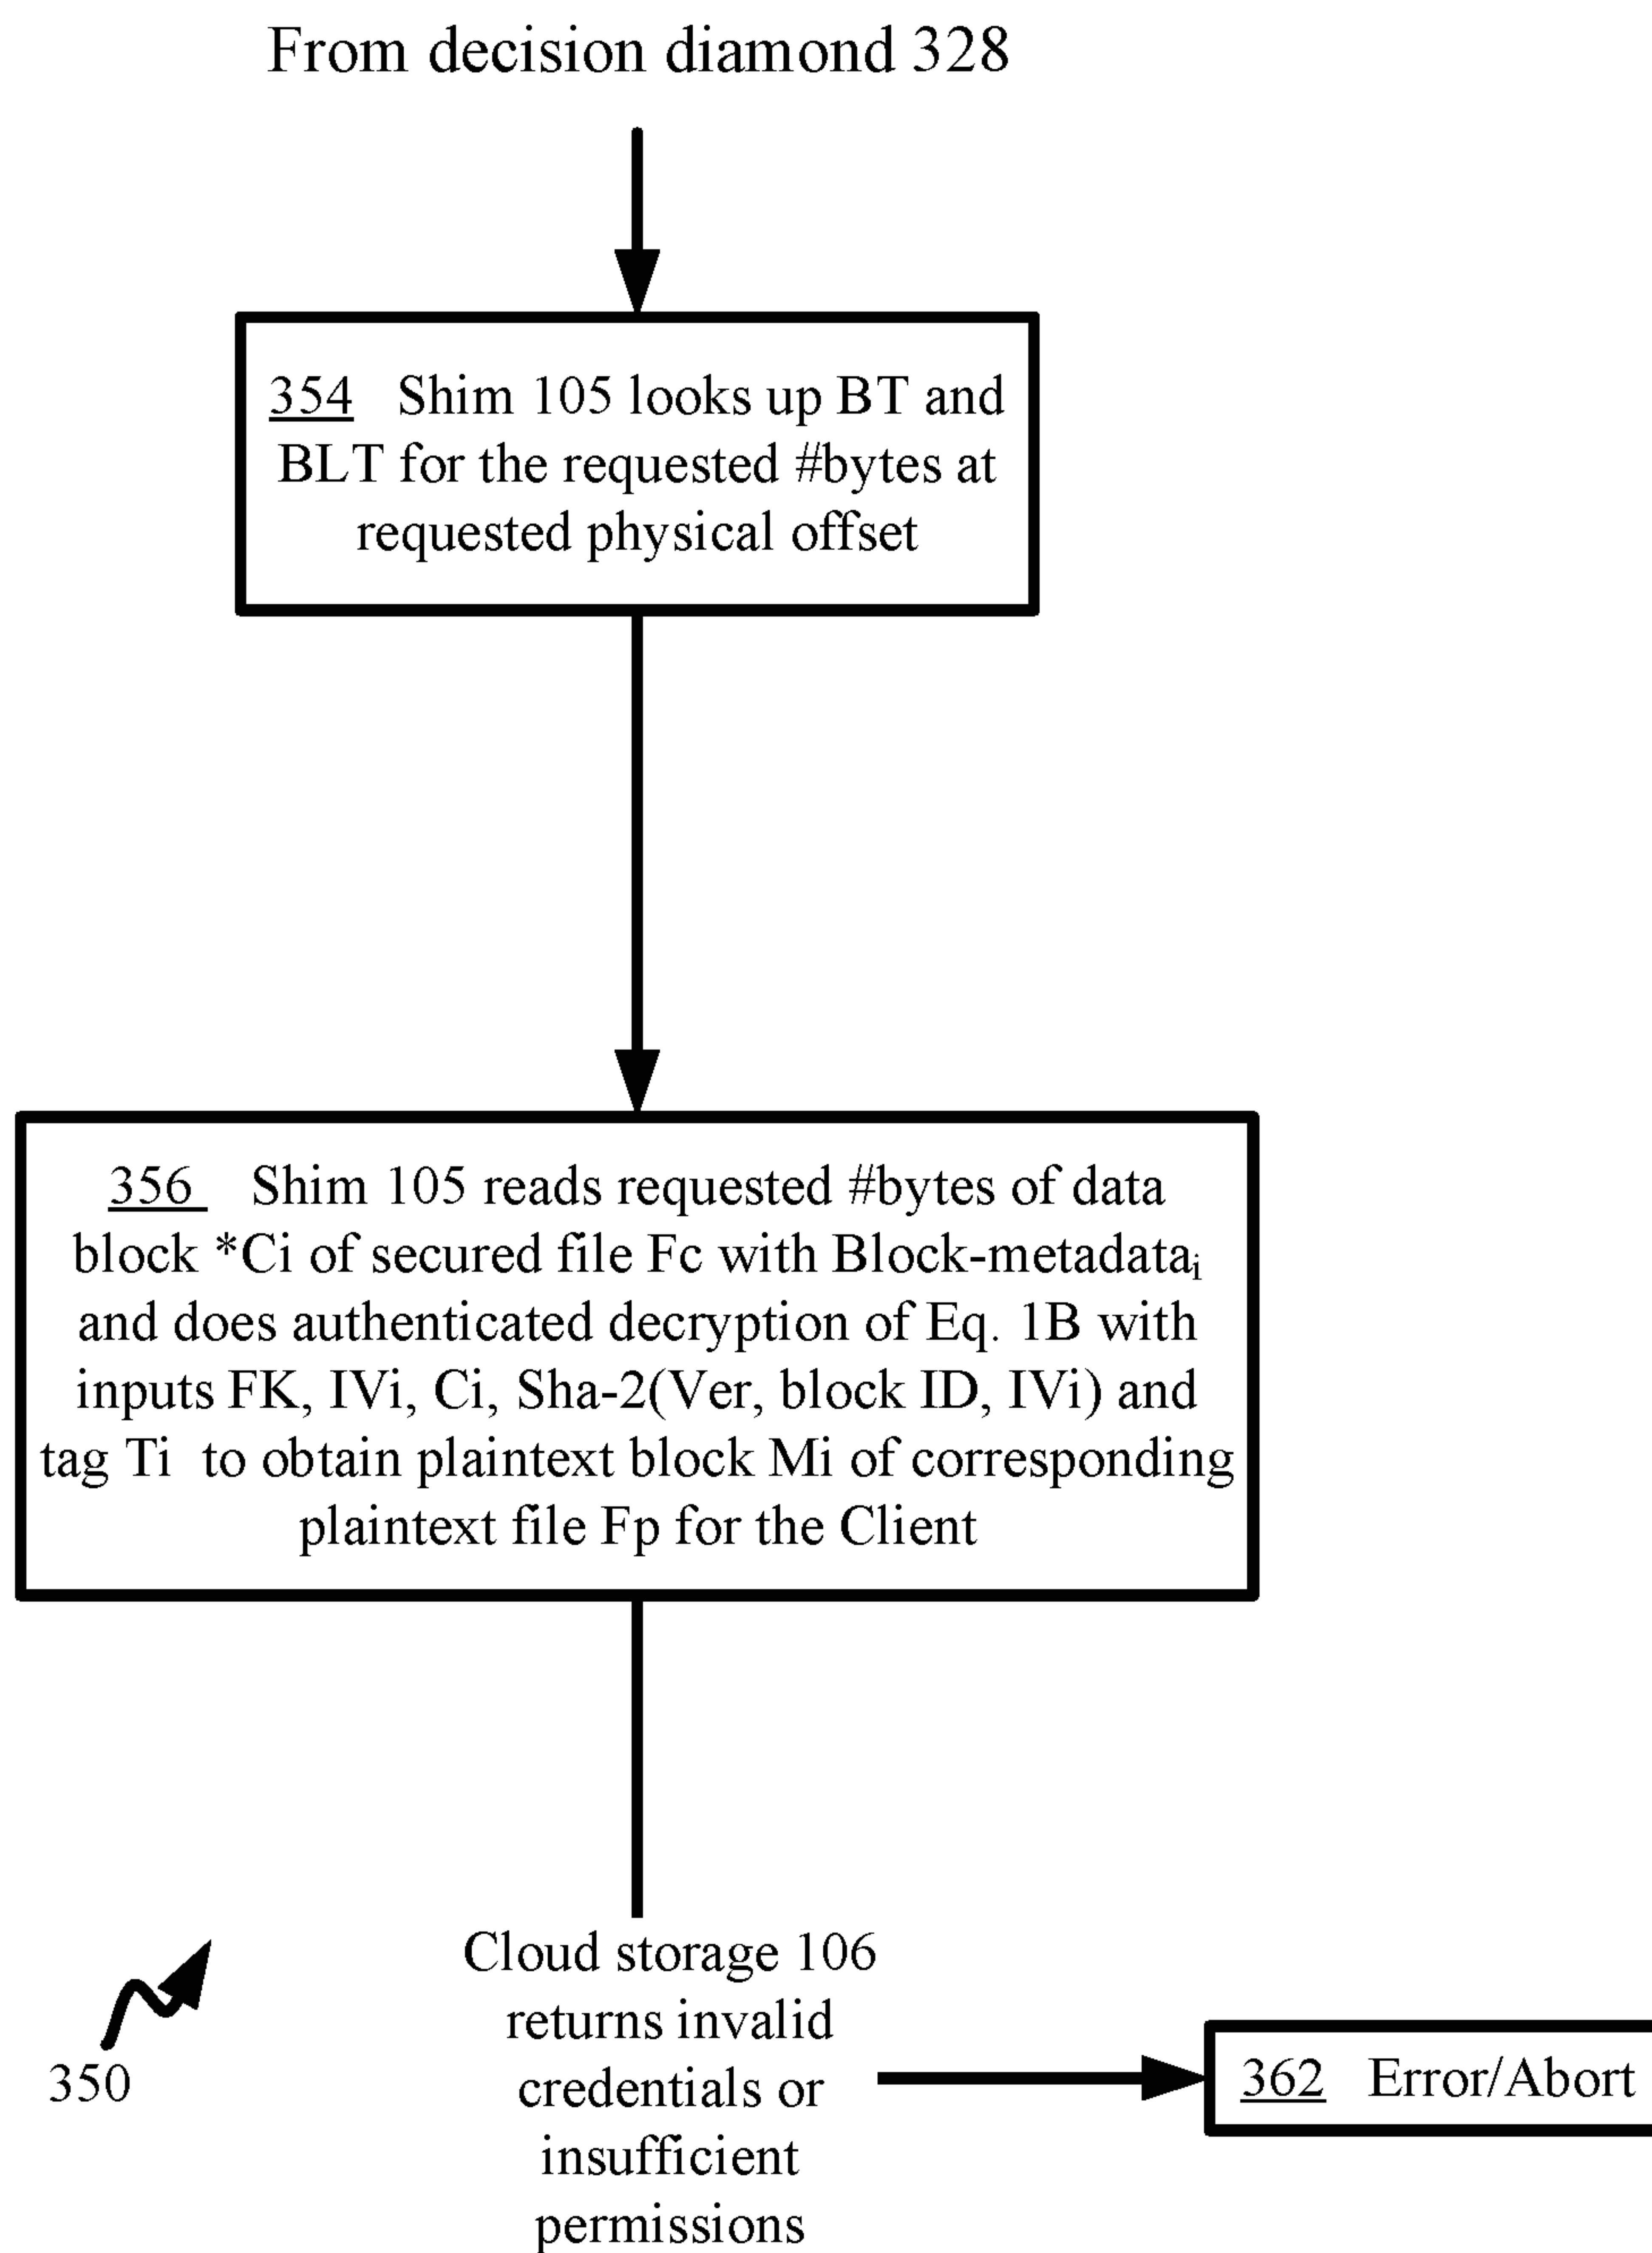 From decision diamond 328
354 Shim 105 looks up BT and
BLT for the requested #bytes at
requested physical offset
356 Shim 105 reads requested #bytes of data
block *Ci of secured file Fc with Block-metadataᵢ
and does authenticated decryption of Eq. 1B with
inputs FK, IVi, Ci, Sha-2(Ver, block ID, IVi) and
tag Ti to obtain plaintext block Mi of corresponding
plaintext file Fp for the Client
Cloud storage 106
returns invalid
credentials or
insufficient
permissions
350
362 Error/Abort